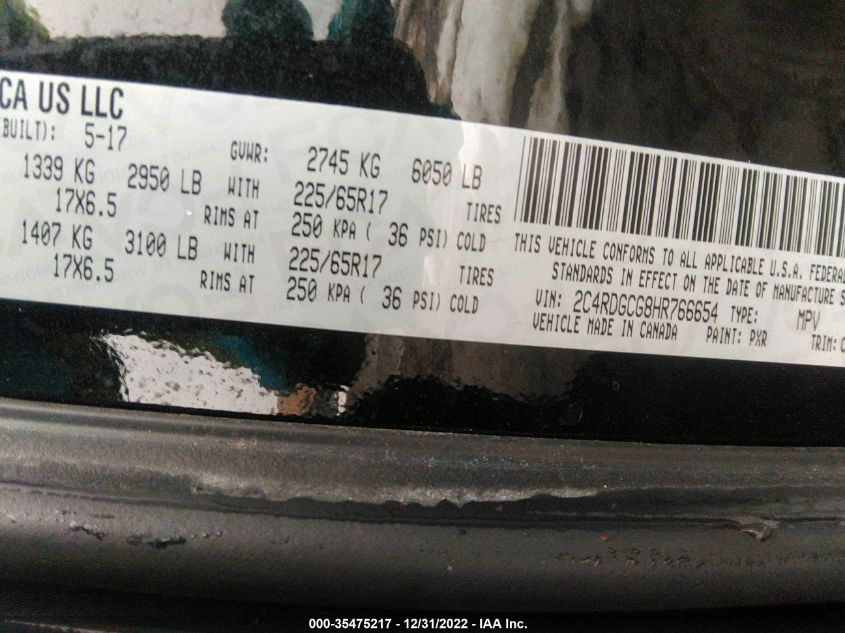 CA US LLC
(BUILT): 5-17
GVWR: 2745 KG 6050 LB
1339 KG 2950 LB WITH 225/65R17 TIRES
17X6.5 RIMS AT 250 KPA ( 36 PSI) COLD
1407 KG 3100 LB WITH 225/65R17 TIRES
17X6.5 RIMS AT 250 KPA ( 36 PSI) COLD
THIS VEHICLE CONFORMS TO ALL APPLICABLE U.S.A. FEDERAL
STANDARDS IN EFFECT ON THE DATE OF MANUFACTURE S
VIN: 2C4RDGCG8HR766654 TYPE: MPV
VEHICLE MADE IN CANADA PAINT: PXR TRIM: C
000-35475217 - 12/31/2022 - IAA Inc.